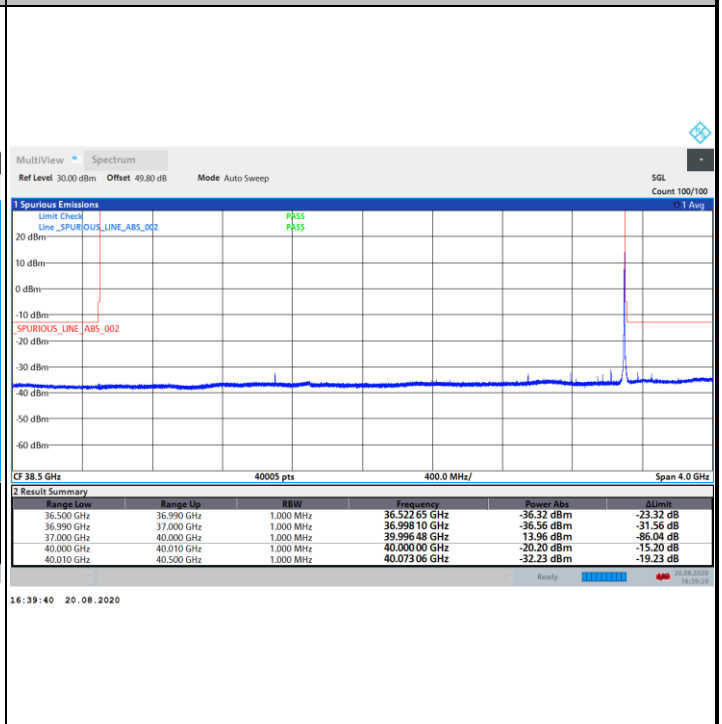 MultiView Spectrum
Ref Level 30.00 dBm Offset 49.80 dB Mode Auto Sweep SGL
Count 100/100
1 Spurious Emissions 1 Avg
Limit Check PASS
Line _SPURIOUS_LINE_ABS_002 PASS
20 dBm
10 dBm
0 dBm
-10 dBm
_SPURIOUS_LINE_ABS_002
-20 dBm
-30 dBm
-40 dBm
-50 dBm
-60 dBm
CF 38.5 GHz 40005 pts 400.0 MHz/ Span 4.0 GHz
2 Result Summary
Range Low Range Up RBW Frequency Power Abs ΔLimit
36.500 GHz 36.990 GHz 1.000 MHz 36.522 65 GHz -36.32 dBm -23.32 dB
36.990 GHz 37.000 GHz 1.000 MHz 36.998 10 GHz -36.56 dBm -31.56 dB
37.000 GHz 40.000 GHz 1.000 MHz 39.996 48 GHz 13.96 dBm -86.04 dB
40.000 GHz 40.010 GHz 1.000 MHz 40.000 00 GHz -20.20 dBm -15.20 dB
40.010 GHz 40.500 GHz 1.000 MHz 40.073 06 GHz -32.23 dBm -19.23 dB
Ready 20.08.2020
16:39:39
16:39:40 20.08.2020